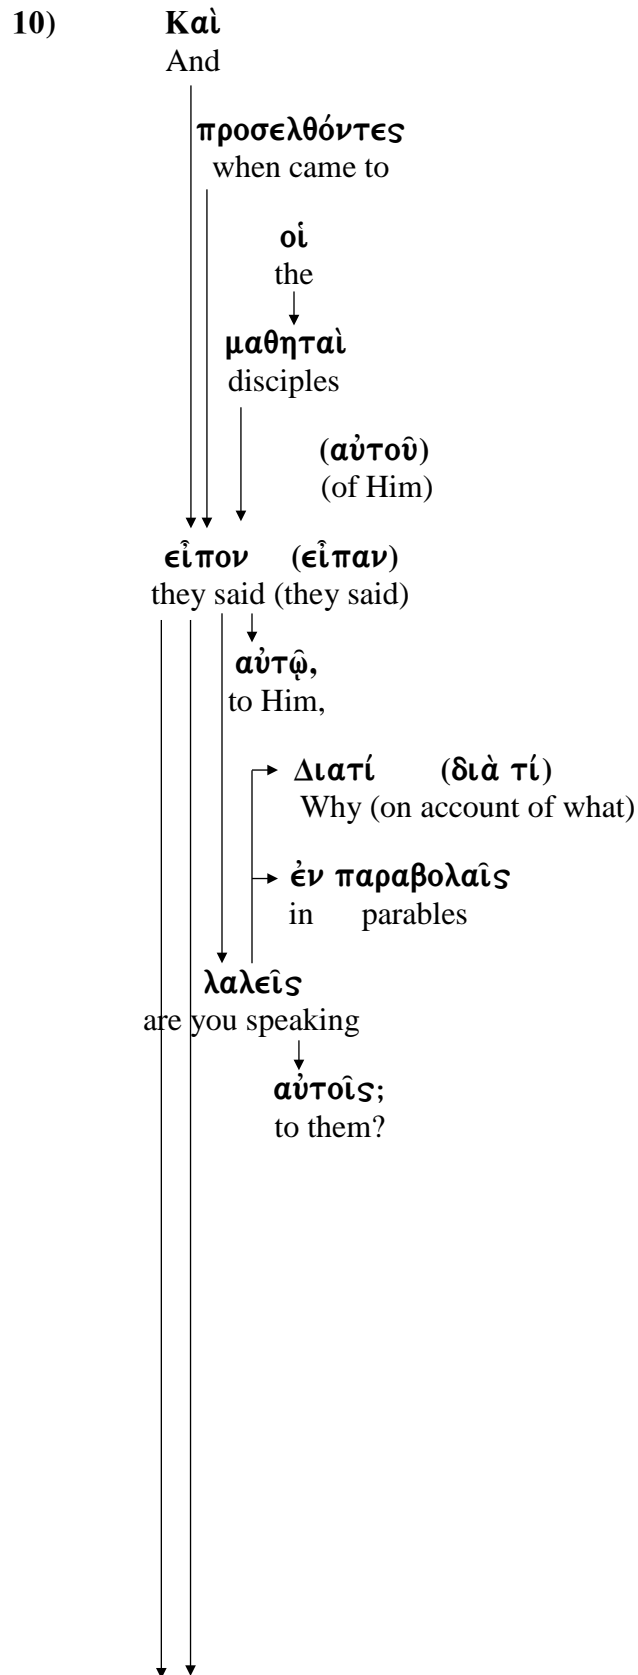 10) Καὶ
And
προσελθόντες
when came to
οἱ
the
μαθηταὶ
disciples
(αὐτοῦ)
(of Him)
εἶπον (εἶπαν)
they said (they said)
αὐτῷ,
to Him,
Διατί (διὰ τί)
Why (on account of what)
ἐν παραβολαῖς
in parables
λαλεῖς
are you speaking
αὐτοῖς;
to them?